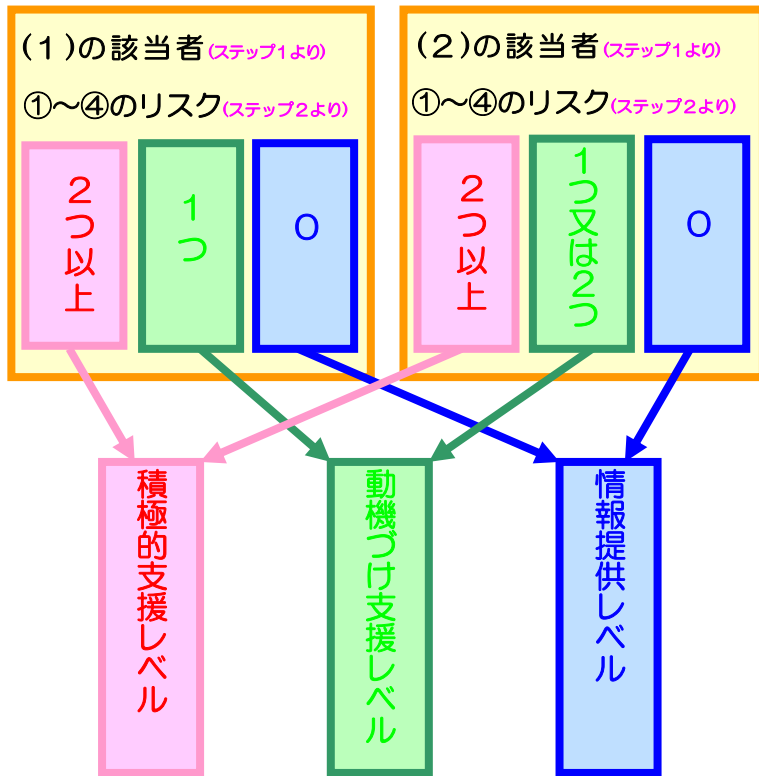 (１)の該当者(ステップ１より)
①～④のリスク(ステップ２より)
２つ以上
１つ
０
(２)の該当者(ステップ１より)
①～④のリスク(ステップ２より)
２つ以上
１つ又は２つ
０
積極的支援レベル
動機づけ支援レベル
情報提供レベル